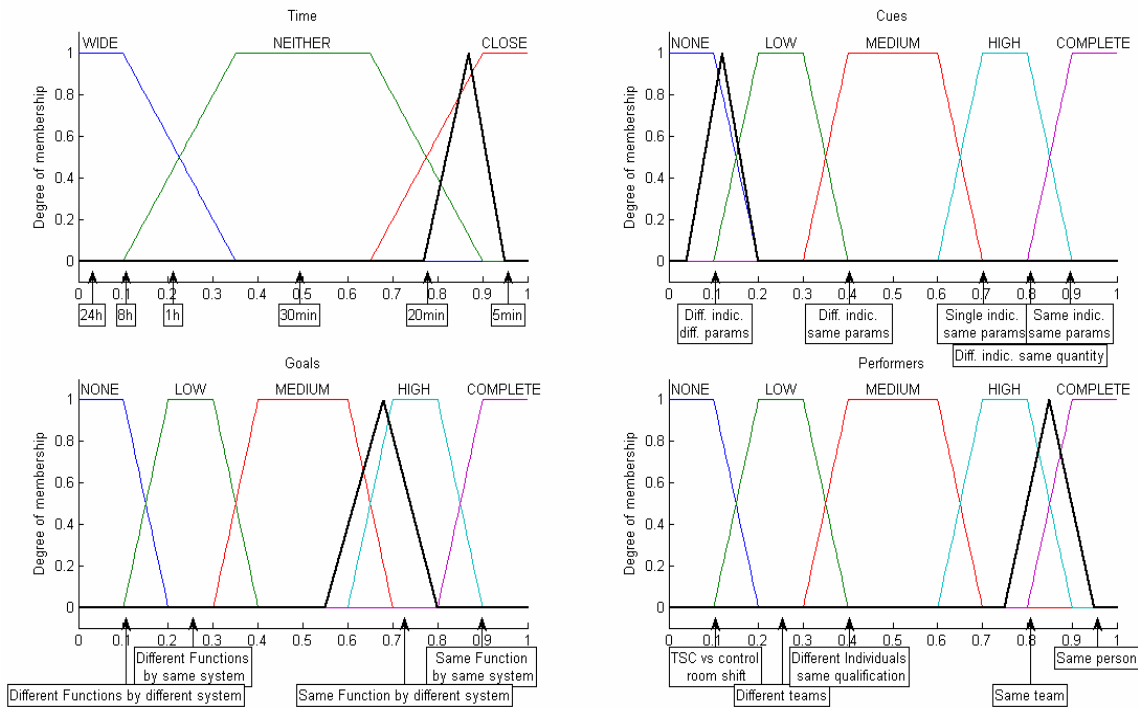 Time
WIDE NEITHER CLOSE
Degree of membership
1
0.8
0.6
0.4
0.2
0
0 0.1 0.2 0.3 0.4 0.5 0.6 0.7 0.8 0.9 1
24h 8h 1h 30min 20min 5min
Cues
NONE LOW MEDIUM HIGH COMPLETE
Degree of membership
1
0.8
0.6
0.4
0.2
0
0 0.1 0.2 0.3 0.4 0.5 0.6 0.7 0.8 0.9 1
Diff. indic.
diff. params
Diff. indic.
same params
Single indic.
same params
Same indic.
same params
Diff. indic. same quantity
Goals
NONE LOW MEDIUM HIGH COMPLETE
Degree of membership
1
0.8
0.6
0.4
0.2
0
0 0.1 0.2 0.3 0.4 0.5 0.6 0.7 0.8 0.9 1
Different Functions
by same system
Same Function
by same system
Different Functions by different system
Same Function by different system
Performers
NONE LOW MEDIUM HIGH COMPLETE
Degree of membership
1
0.8
0.6
0.4
0.2
0
0 0.1 0.2 0.3 0.4 0.5 0.6 0.7 0.8 0.9 1
TSC vs control
room shift
Different Individuals
same qualification
Same person
Different teams
Same team